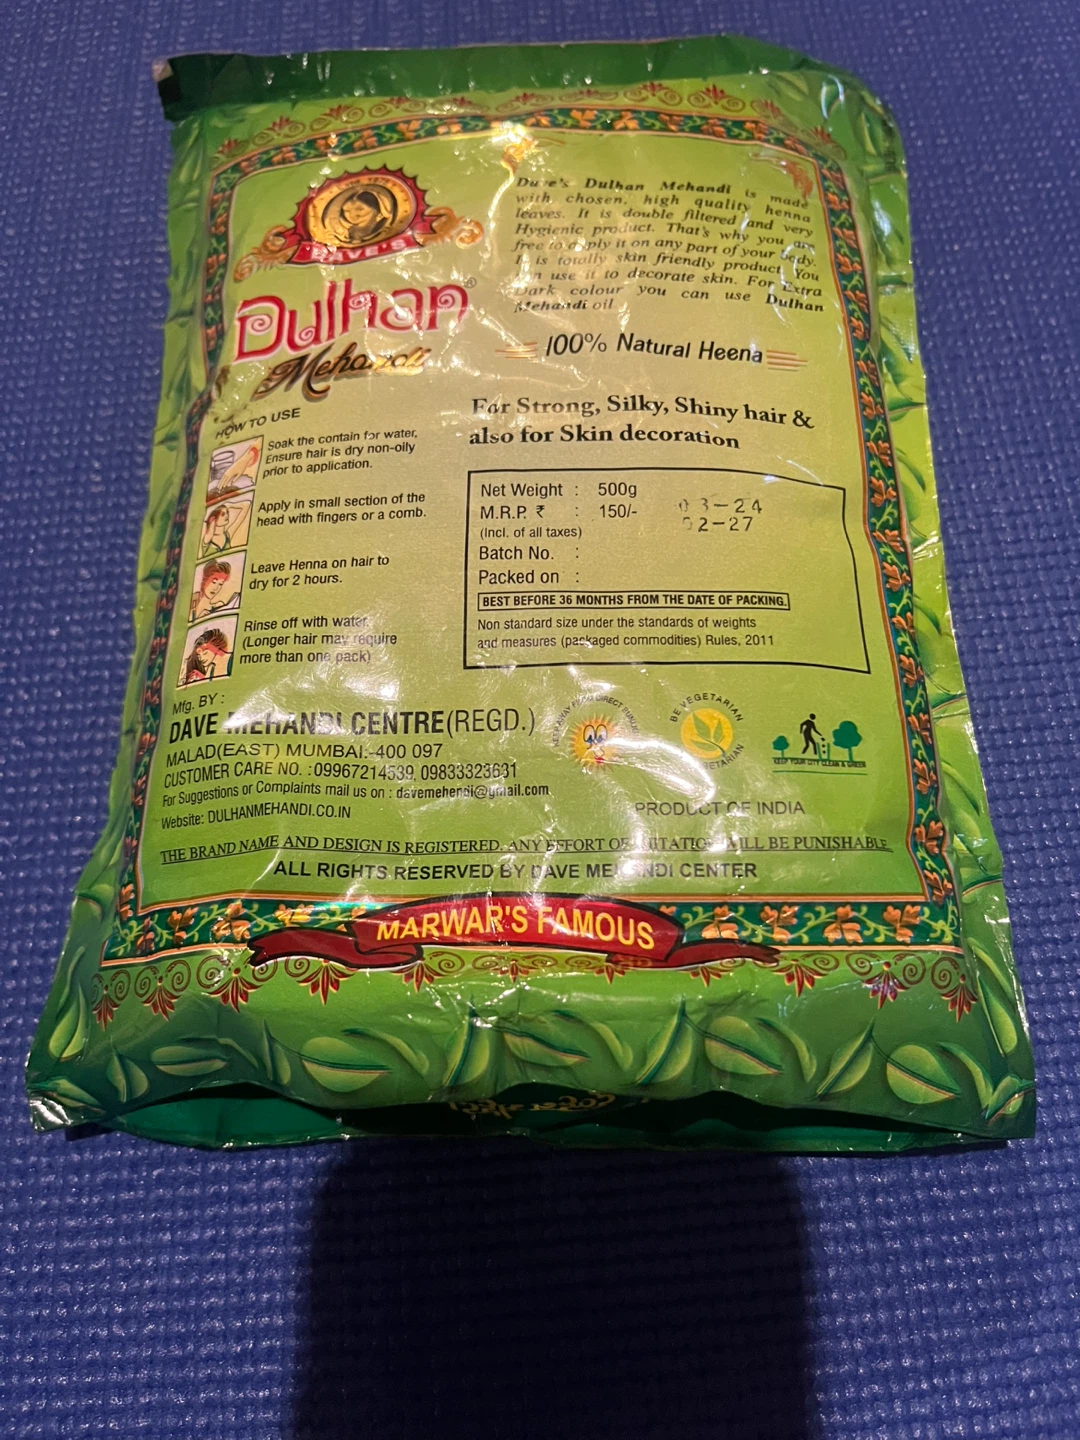 DAVE'S
Dulhan®
Mehandi
Dave's Dulhan Mehandi is made
with chosen, high quality henna
leaves. It is double filtered and very
Hygienic product. That's why you are
free to apply it on any part of your body.
It is totally skin friendly product. You
can use it to decorate skin. For Extra
Dark colour you can use Dulhan
Mehandi oil
100% Natural Heena
For Strong, Silky, Shiny hair &
also for Skin decoration
HOW TO USE
Soak the contain for water,
Ensure hair is dry non-oily
prior to application.
Apply in small section of the
head with fingers or a comb.
Leave Henna on hair to
dry for 2 hours.
Rinse off with water.
(Longer hair may require
more than one pack)
Net Weight : 500g
M.R.P. ₹ : 150/-
(Incl. of all taxes)
Batch No. :
Packed on :
03-24
02-27
BEST BEFORE 36 MONTHS FROM THE DATE OF PACKING.
Non standard size under the standards of weights
and measures (packaged commodities) Rules, 2011
Mfg. BY :
DAVE MEHANDI CENTRE(REGD.)
MALAD(EAST) MUMBAI.-400 097
CUSTOMER CARE NO. :09967214539, 09833323631
For Suggestions or Complaints mail us on : davemehendi@gmail.com
Website: DULHANMEHANDI.CO.IN
BE VEGETARIAN
KEEP YOUR CITY CLEAN & GREEN
PRODUCT OF INDIA
THE BRAND NAME AND DESIGN IS REGISTERED. ANY EFFORT OF IMITATION WILL BE PUNISHABLE
ALL RIGHTS RESERVED BY DAVE MEHANDI CENTER
MARWAR'S FAMOUS